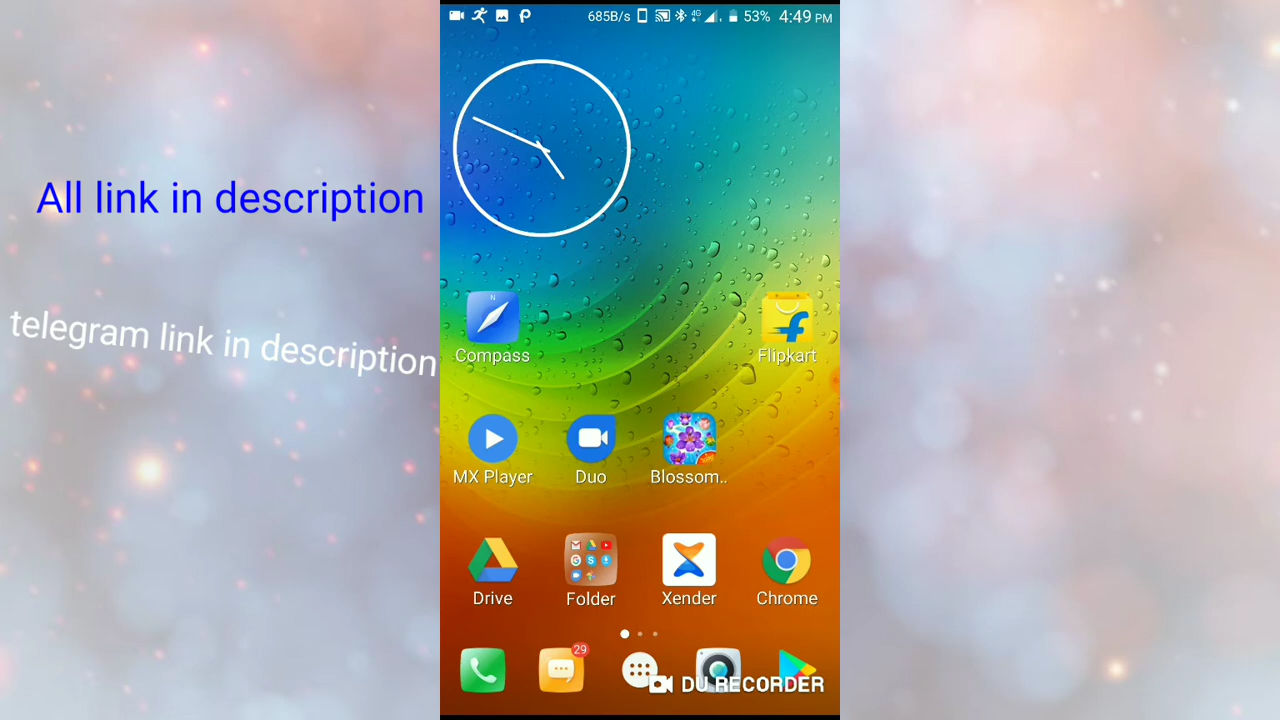 685B/s 4G 53% 4:49 PM
All link in description
telegram link in description
N
Compass
Flipkart
MX Player
Duo
Blossom..
Drive
Folder
Xender
Chrome
29
DU RECORDER